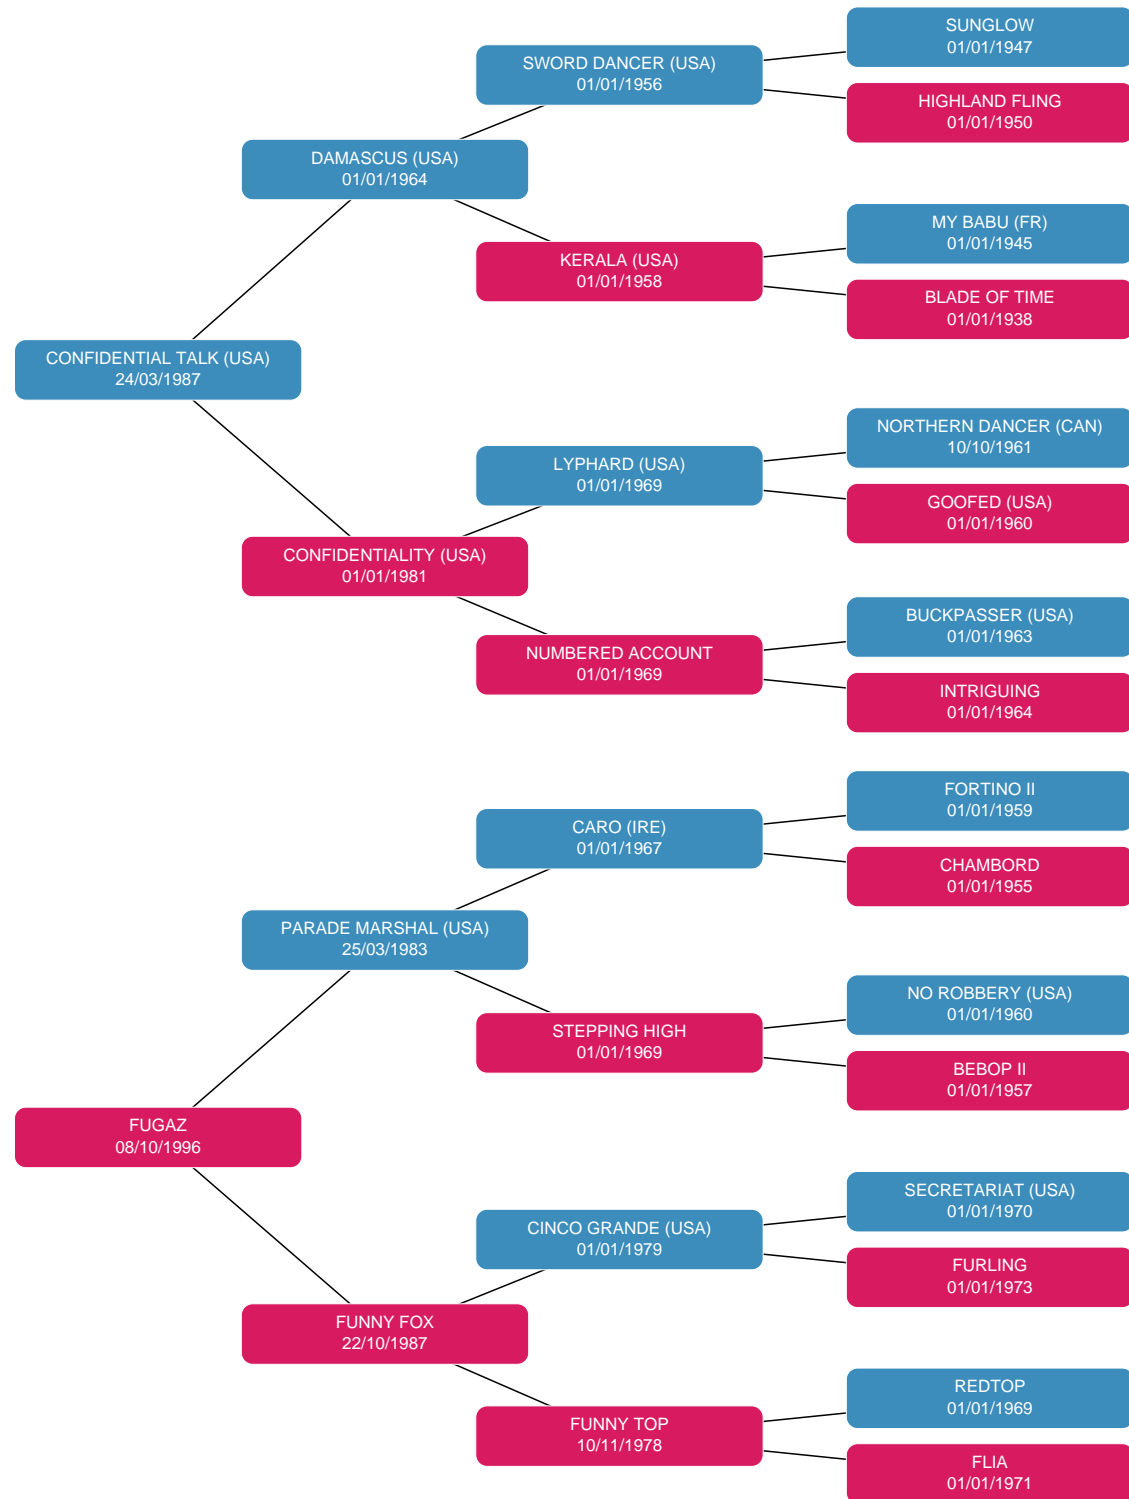 SUNGLOW
01/01/1947
SWORD DANCER (USA)
01/01/1956
HIGHLAND FLING
01/01/1950
DAMASCUS (USA)
01/01/1964
MY BABU (FR)
01/01/1945
KERALA (USA)
01/01/1958
BLADE OF TIME
01/01/1938
CONFIDENTIAL TALK (USA)
24/03/1987
NORTHERN DANCER (CAN)
10/10/1961
LYPHARD (USA)
01/01/1969
GOOFED (USA)
01/01/1960
CONFIDENTIALITY (USA)
01/01/1981
BUCKPASSER (USA)
01/01/1963
NUMBERED ACCOUNT
01/01/1969
INTRIGUING
01/01/1964
FORTINO II
01/01/1959
CARO (IRE)
01/01/1967
CHAMBORD
01/01/1955
PARADE MARSHAL (USA)
25/03/1983
NO ROBBERY (USA)
01/01/1960
STEPPING HIGH
01/01/1969
BEBOP II
01/01/1957
FUGAZ
08/10/1996
SECRETARIAT (USA)
01/01/1970
CINCO GRANDE (USA)
01/01/1979
FURLING
01/01/1973
FUNNY FOX
22/10/1987
REDTOP
01/01/1969
FUNNY TOP
10/11/1978
FLIA
01/01/1971